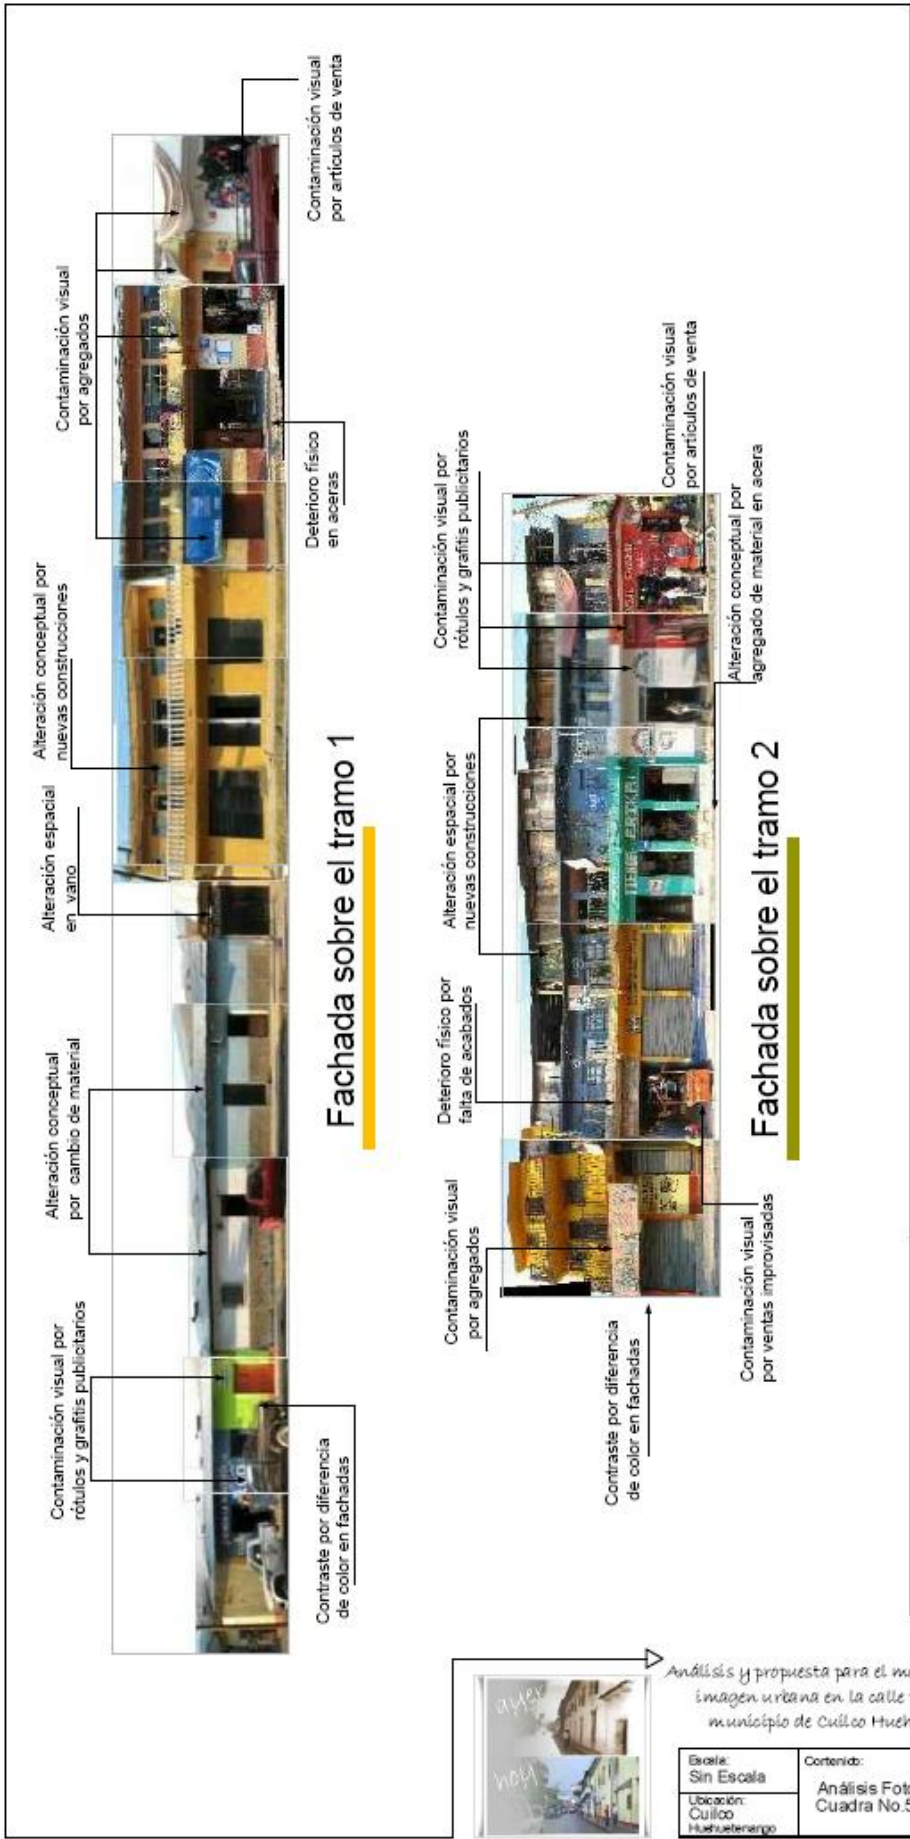 Contaminación visual por
rótulos y grafitis publicitarios
Alteración conceptual
por cambio de material
Alteración espacial
en vano
Alteración conceptual por
nuevas construcciones
Contaminación visual
por agregados
Contraste por diferencia
de color en fachadas
Deterioro físico
en aceras
Contaminación visual
por artículos de venta
Fachada sobre el tramo 1
Contaminación visual
por agregados
Deterioro físico por
falta de acabados
Alteración espacial por
nuevas construcciones
Contaminación visual por
rótulos y grafitis publicitarios
Contaminación visual
por artículos de venta
Contraste por diferencia
de color en fachadas
Contaminación visual
por ventas improvisadas
Alteración conceptual por
agregado de material en acera
Fachada sobre el tramo 2
ayer
hoy
Análisis y propuesta para el
imagen urbana en la calle
municipio de Cuilco
Escala:
Sin Escala
Ubicación:
Cuilco
Huehuetenango
Contenido:
Análisis
Cuadra No.5